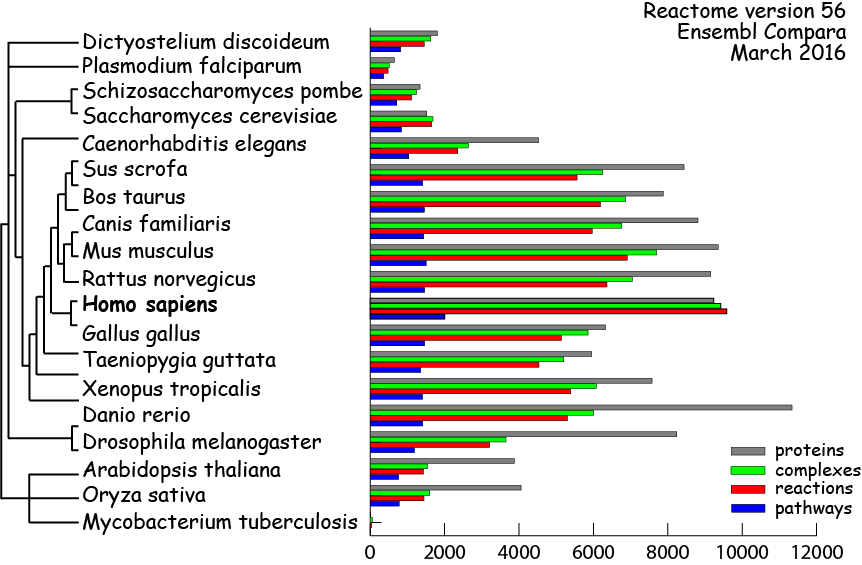 Reactome version 56
Ensembl Compara
March 2016
Dictyostelium discoideum
Plasmodium falciparum
Schizosaccharomyces pombe
Saccharomyces cerevisiae
Caenorhabditis elegans
Sus scrofa
Bos taurus
Canis familiaris
Mus musculus
Rattus norvegicus
Homo sapiens
Gallus gallus
Taeniopygia guttata
Xenopus tropicalis
Danio rerio
Drosophila melanogaster
Arabidopsis thaliana
Oryza sativa
Mycobacterium tuberculosis
proteins
complexes
reactions
pathways
0 2000 4000 6000 8000 10000 12000